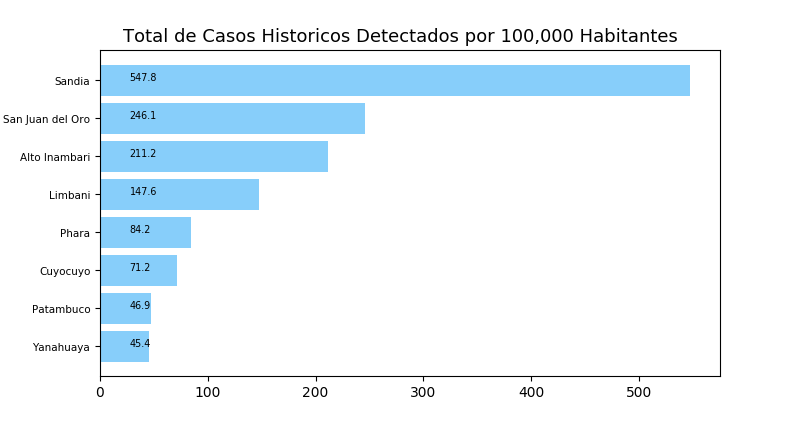 Total de Casos Historicos Detectados por 100,000 Habitantes
Sandia 547.8
San Juan del Oro 246.1
Alto Inambari 211.2
Limbani 147.6
Phara 84.2
Cuyocuyo 71.2
Patambuco 46.9
Yanahuaya 45.4
0 100 200 300 400 500